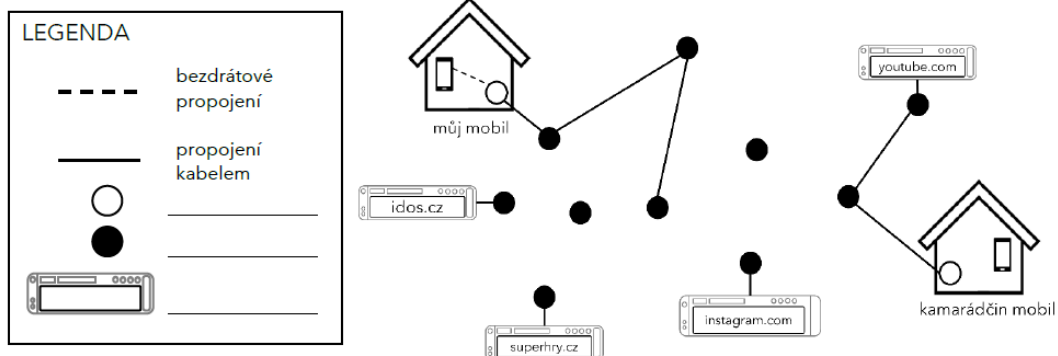 LEGENDA
bezdrátové
propojení
propojení
kabelem
můj mobil
youtube.com
idos.cz
instagram.com
kamarádčin mobil
superhry.cz